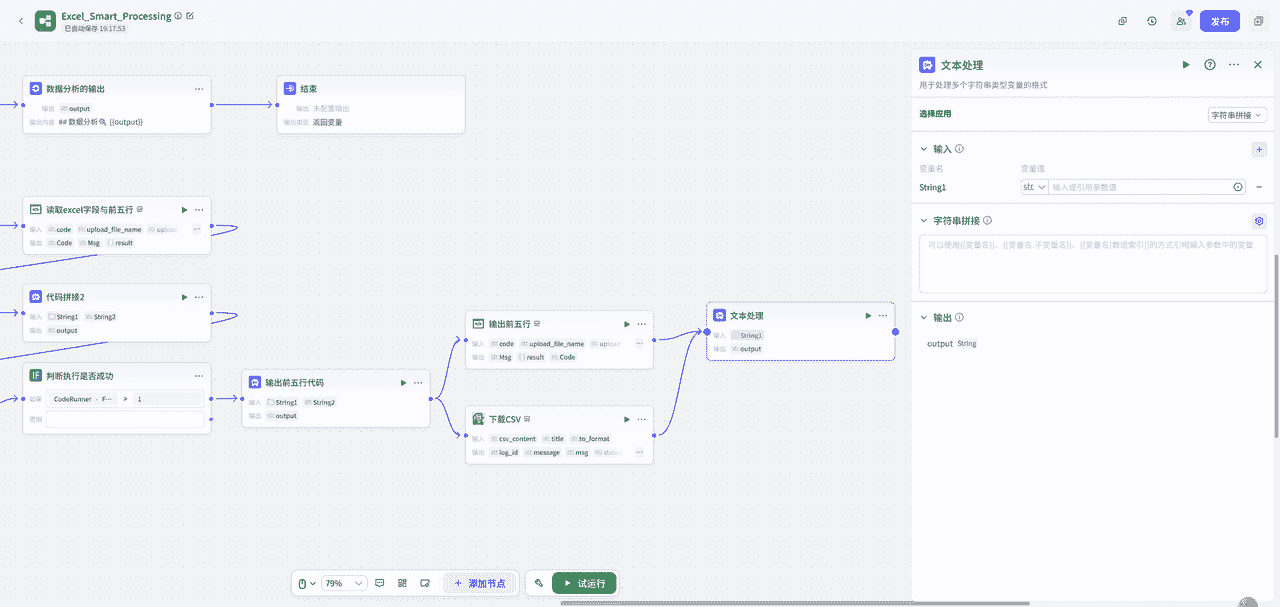 Excel_Smart_Processing
已自动保存 19:17:53
发布
数据分析的输出
输出 output
输出内容 ## 数据分析 {{output}}
结束
输出 未配置输出
输出类型 返回变量
读取excel字段与前五行
输入 code upload_file_name upload
输出 Code Msg result
代码拼接2
输入 String1 String2
输出 output
判断执行是否成功
如果 CodeRunner - F... > 1
否则
输出前五行代码
输入 String1 String2
输出 output
输出前五行
输入 code upload_file_name upload
输出 Msg result Code
下载CSV
输入 csv_content title to_format
输出 log_id message msg status
文本处理
输入 String1
输出 output
79%
添加节点
试运行
文本处理
用于处理多个字符串类型变量的格式
选择应用
字符串拼接
输入
变量名 变量值
String1 str. 输入或引用参数值
字符串拼接
可以使用{{变量名}}、{{变量名.子变量名}}、{{变量名[数组索引]}}的方式引用输入参数中的变量
输出
output String